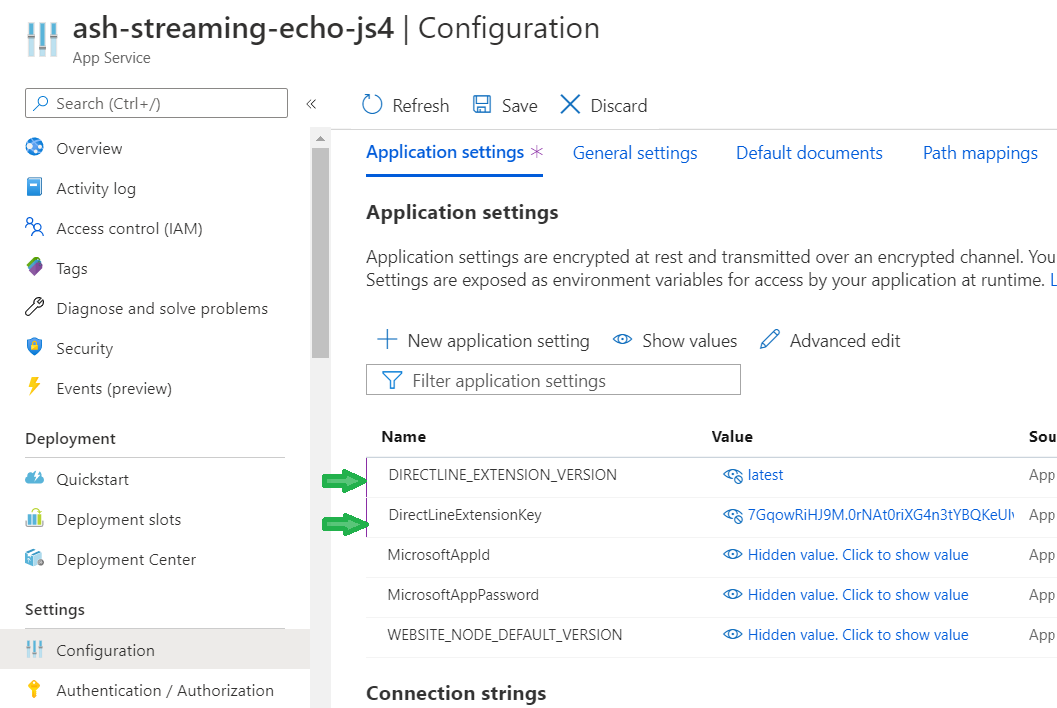 ash-streaming-echo-js4 | Configuration
App Service
Search (Ctrl+/)
«
Refresh
Save
Discard
Overview
Activity log
Access control (IAM)
Tags
Diagnose and solve problems
Security
Events (preview)
Deployment
Quickstart
Deployment slots
Deployment Center
Settings
Configuration
Authentication / Authorization
Application settings *
General settings
Default documents
Path mappings
Application settings
Application settings are encrypted at rest and transmitted over an encrypted channel. You
Settings are exposed as environment variables for access by your application at runtime. L
New application setting
Show values
Advanced edit
Filter application settings
Name Value Sou
DIRECTLINE_EXTENSION_VERSION latest App
DirectLineExtensionKey 7GqowRiHJ9M.0rNAt0riXG4n3tYBQKeUI App
MicrosoftAppId Hidden value. Click to show value App
MicrosoftAppPassword Hidden value. Click to show value App
WEBSITE_NODE_DEFAULT_VERSION Hidden value. Click to show value App
Connection strings